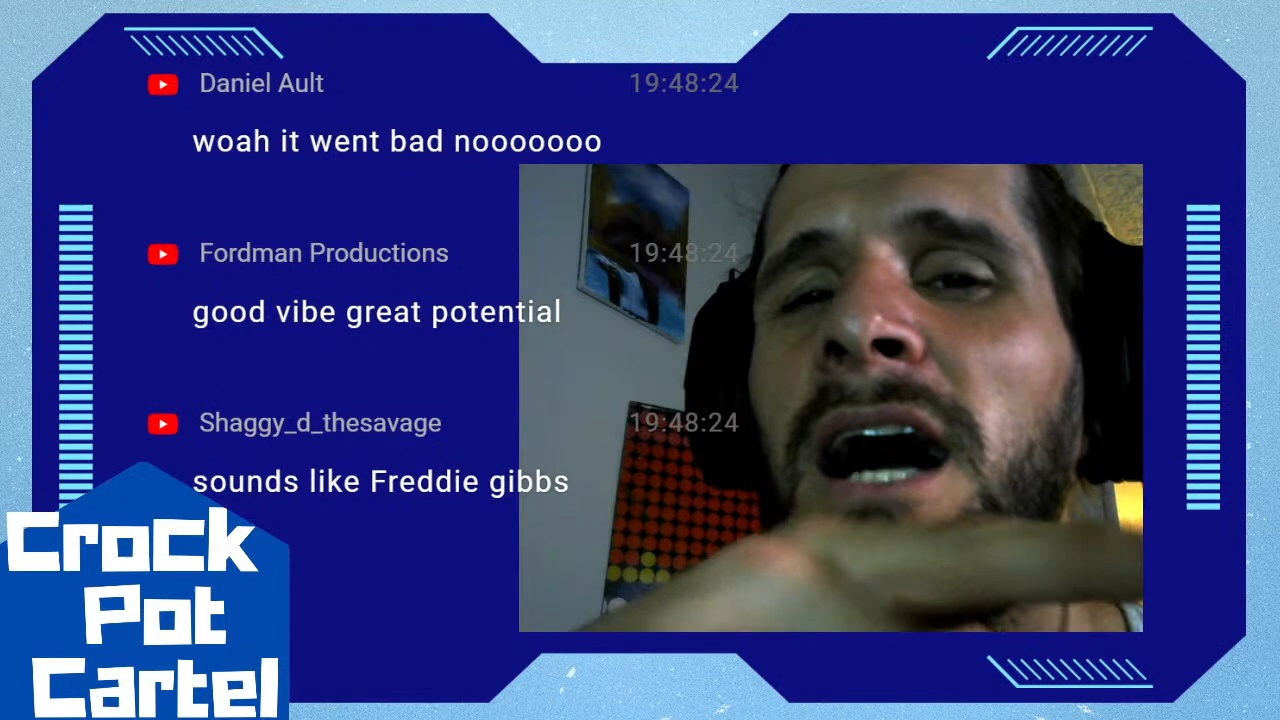 Daniel Ault 19:48:24
woah it went bad nooooooo
Fordman Productions 19:48:24
good vibe great potential
Shaggy_d_thesavage 19:48:24
sounds like Freddie gibbs
Crock
Pot
Cartel